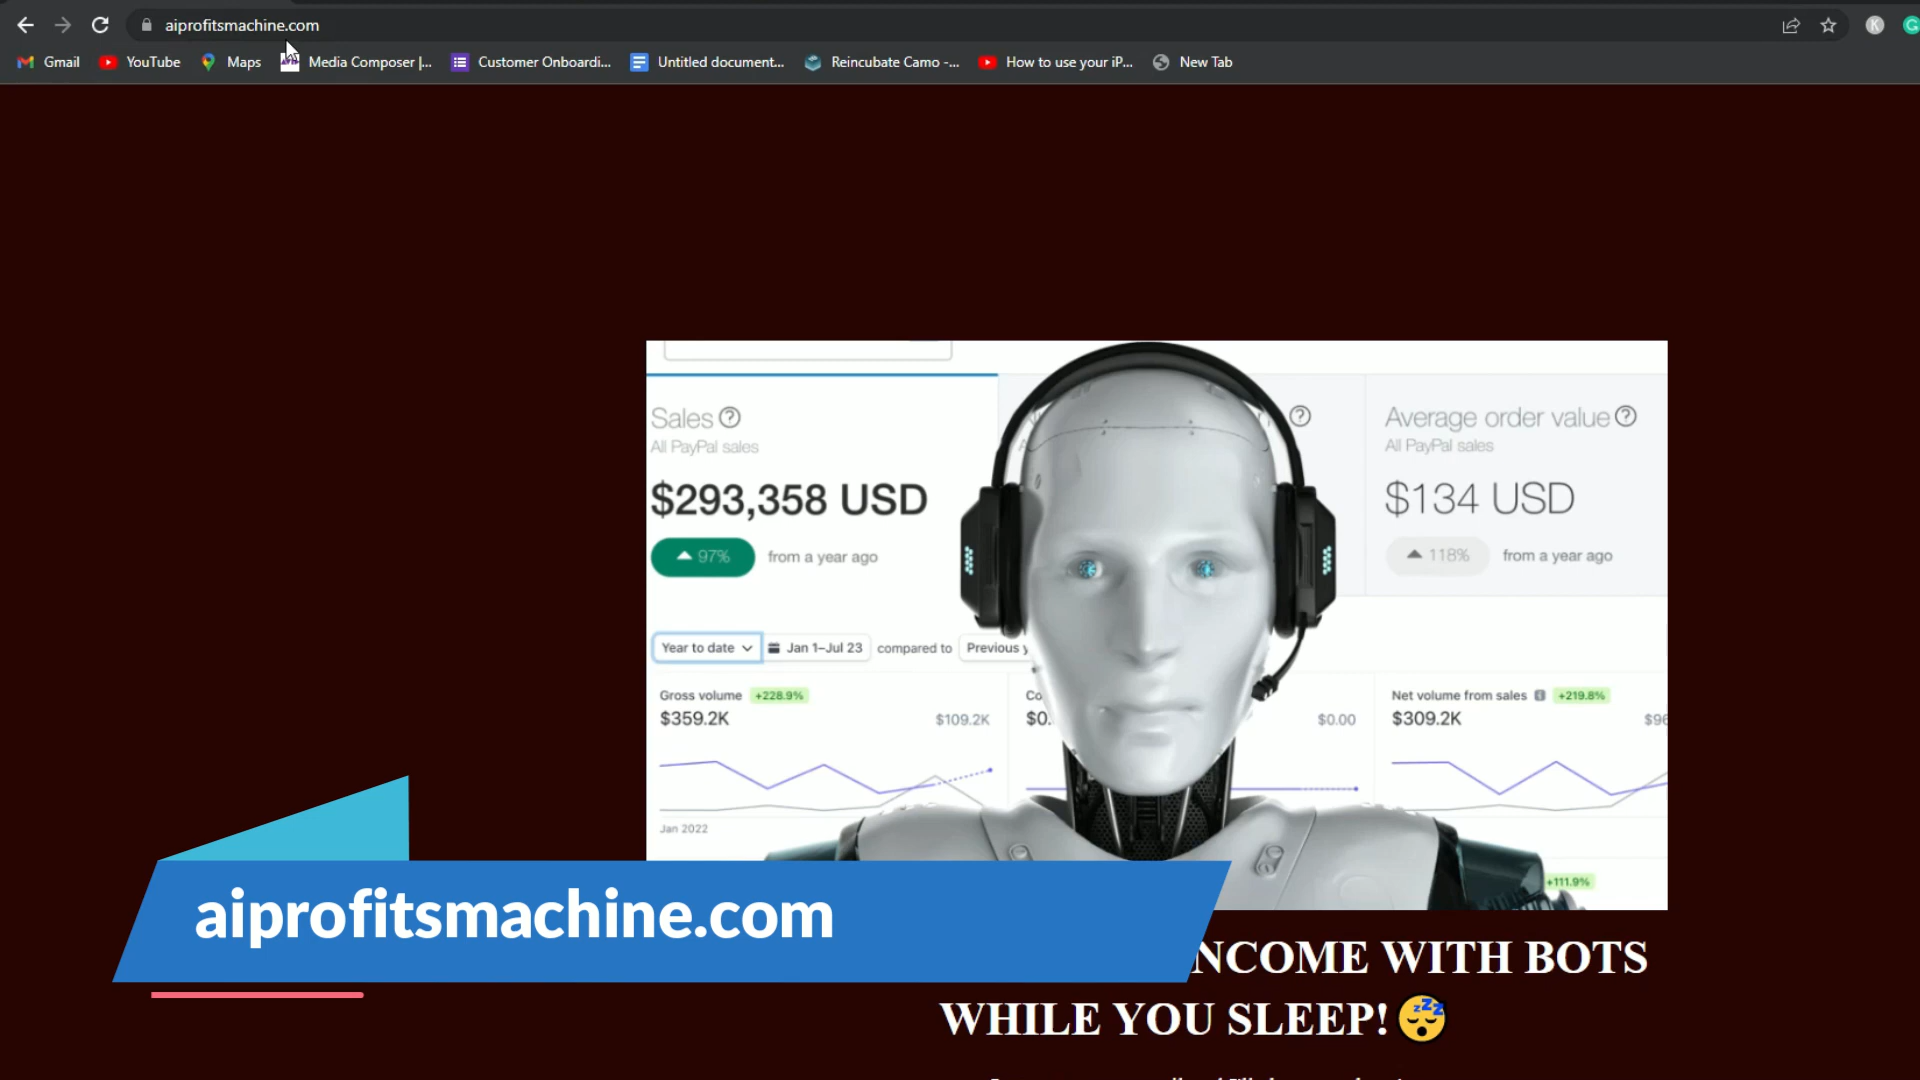 aiprofitsmachine.com
Gmail YouTube Maps Media Composer |... Customer Onboardi... Untitled document... Reincubate Camo -... How to use your iP... New Tab
Sales
All PayPal sales
$293,358 USD
97% from a year ago
Average order value
All PayPal sales
$134 USD
118% from a year ago
Year to date Jan 1–Jul 23 compared to Previous
Gross volume +228.9%
$359.2K $109.2K
$0.00
Net volume from sales +219.8%
$309.2K
Jan 2022
+111.9%
aiprofitsmachine.com
WITH BOTS
WHILE YOU SLEEP!